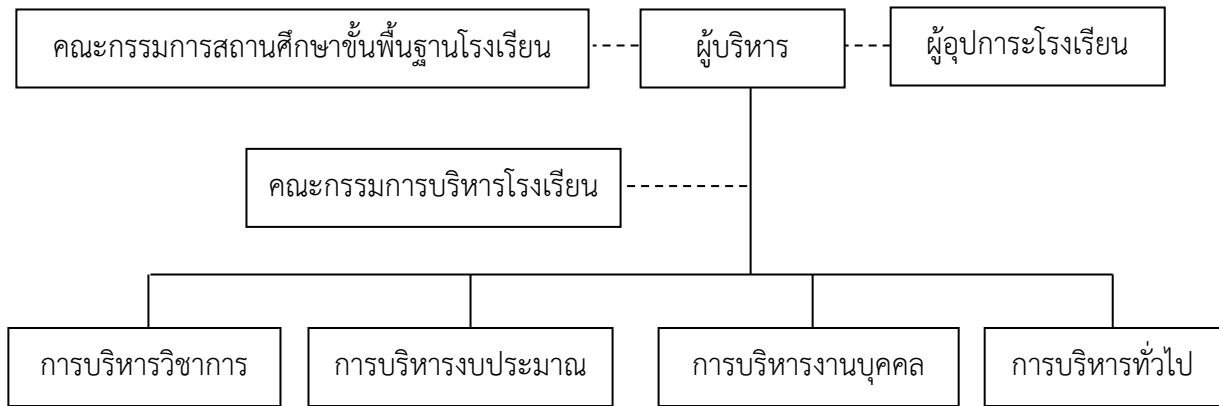 คณะกรรมการสถานศึกษาขั้นพื้นฐานโรงเรียน
ผู้บริหาร
ผู้อุปการะโรงเรียน
คณะกรรมการบริหารโรงเรียน
การบริหารวิชาการ
การบริหารงบประมาณ
การบริหารงานบุคคล
การบริหารทั่วไป